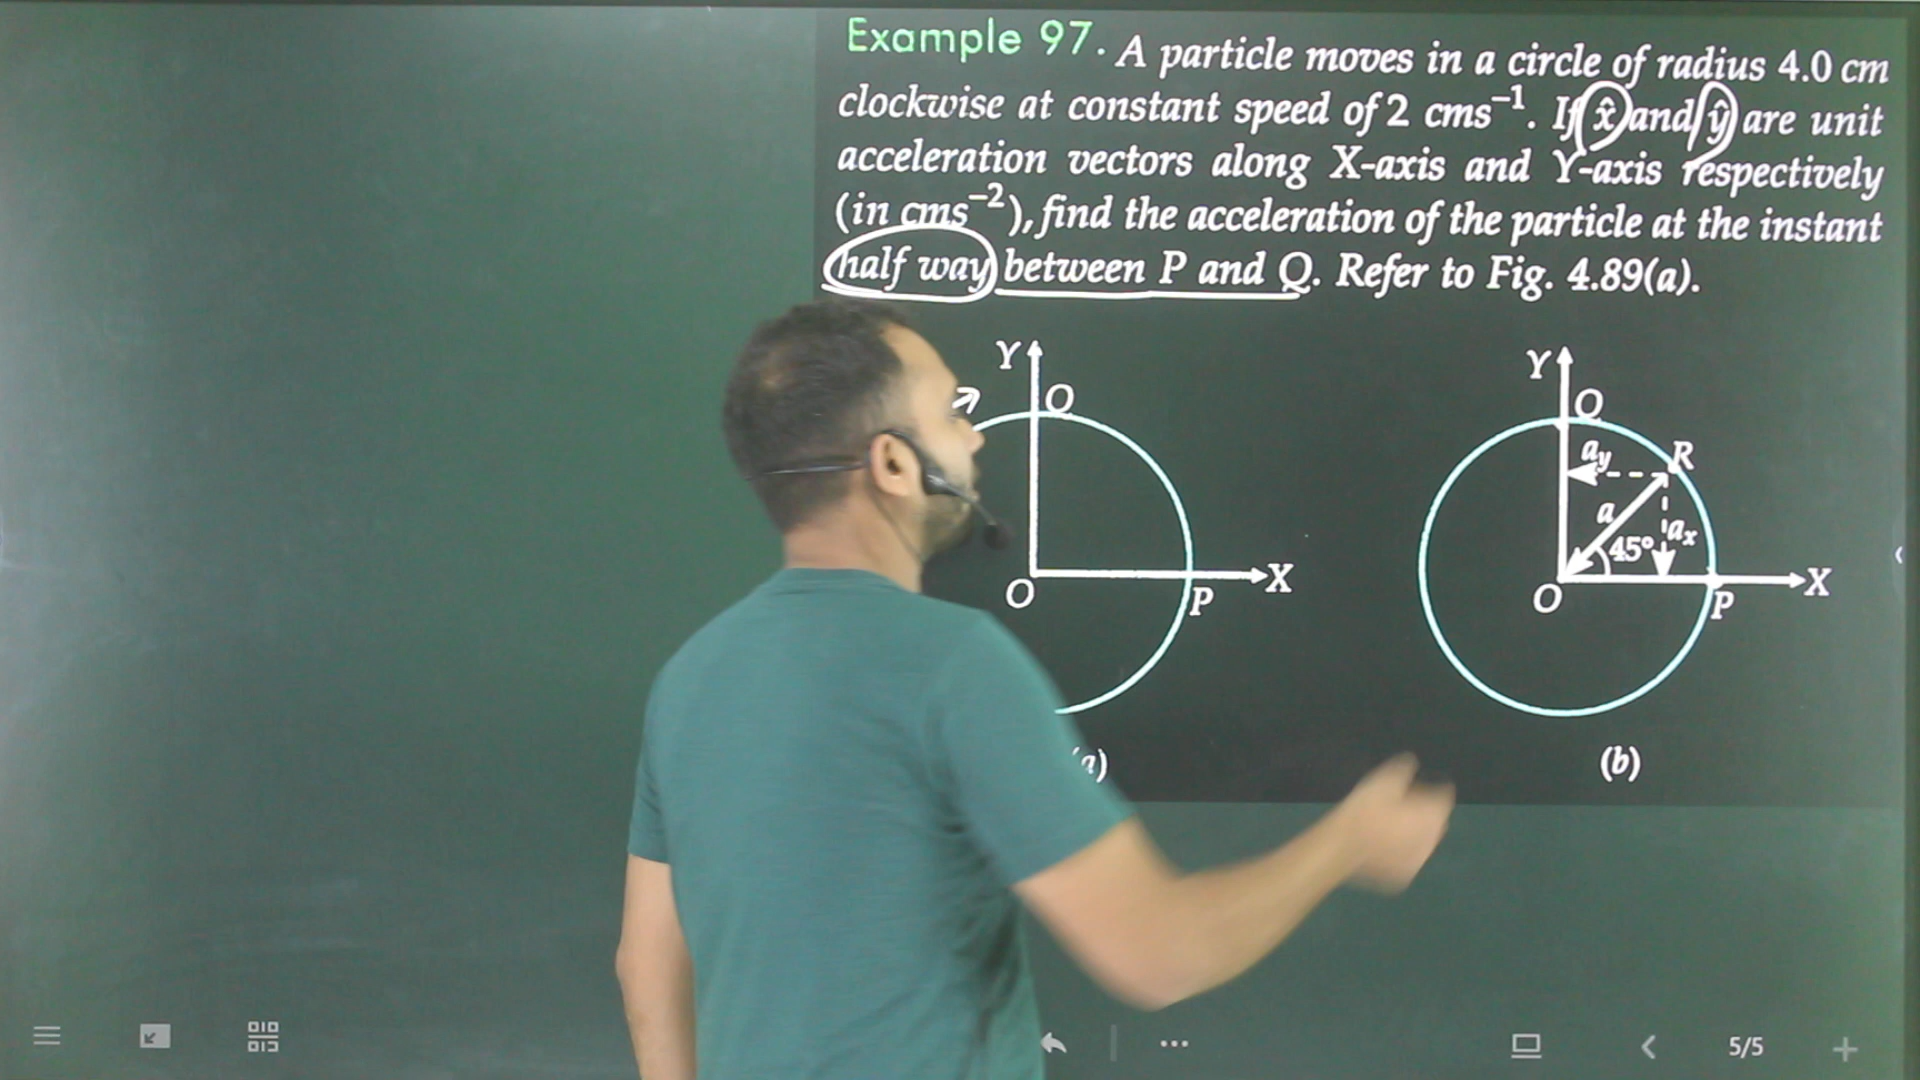 Example 97. A particle moves in a circle of radius 4.0 cm
clockwise at constant speed of 2 cms⁻¹. If x̂ and ŷ are unit
acceleration vectors along X-axis and Y-axis respectively
(in cms⁻²), find the acceleration of the particle at the instant
half way between P and Q. Refer to Fig. 4.89(a).
Y Q
O P X
(a)
Y Q
a_y R
a 45° a_x
O P X
(b)
5/5